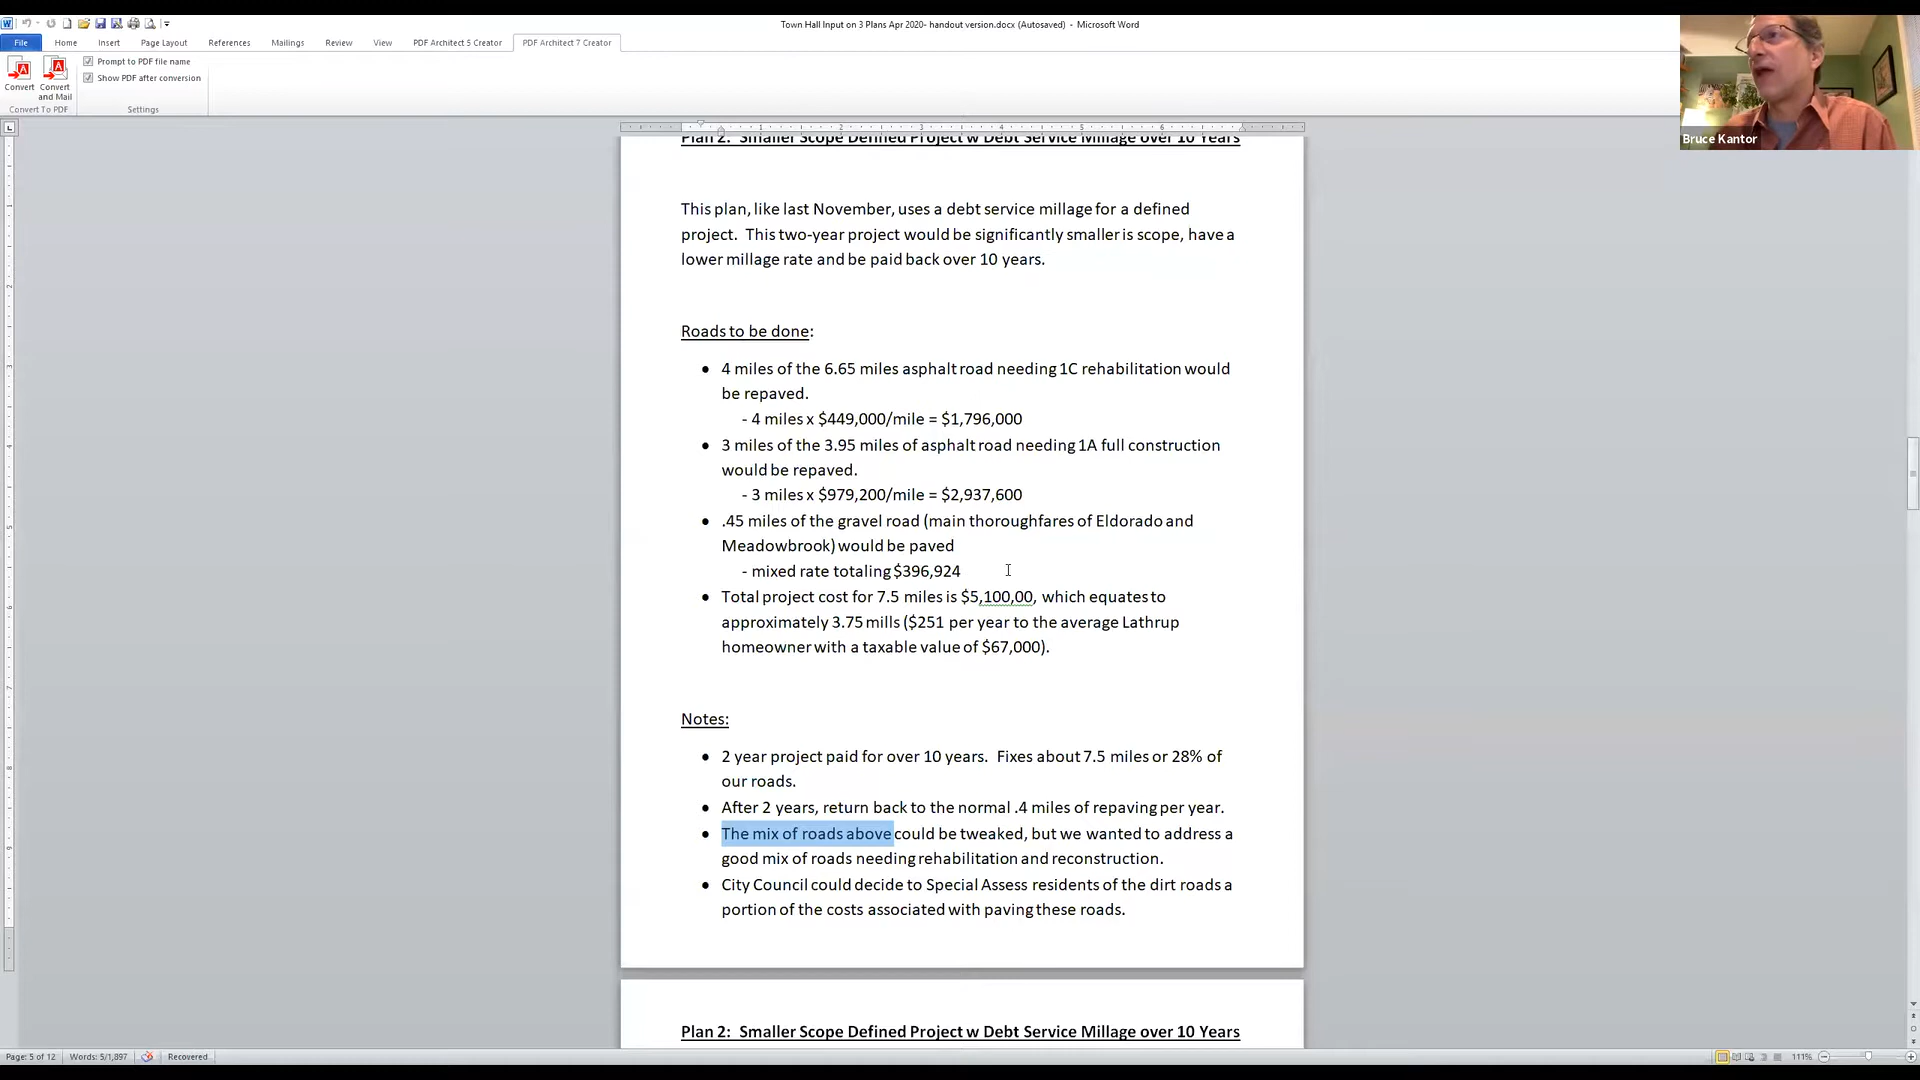 Town Hall Input on 3 Plans Apr 2020- handout version.docx (Autosaved) - Microsoft Word
File Home Insert Page Layout References Mailings Review View PDF Architect 5 Creator PDF Architect 7 Creator
Convert
Convert and Mail
Convert To PDF
Prompt to PDF file name
Show PDF after conversion
Settings
Bruce Kantor
Plan 2: Smaller Scope Defined Project w Debt Service Millage over 10 Years
This plan, like last November, uses a debt service millage for a defined
project. This two-year project would be significantly smaller is scope, have a
lower millage rate and be paid back over 10 years.
Roads to be done:
• 4 miles of the 6.65 miles asphalt road needing 1C rehabilitation would
be repaved.
- 4 miles x $449,000/mile = $1,796,000
• 3 miles of the 3.95 miles of asphalt road needing 1A full construction
would be repaved.
- 3 miles x $979,200/mile = $2,937,600
• .45 miles of the gravel road (main thoroughfares of Eldorado and
Meadowbrook) would be paved
- mixed rate totaling $396,924
• Total project cost for 7.5 miles is $5,100,00, which equates to
approximately 3.75 mills ($251 per year to the average Lathrup
homeowner with a taxable value of $67,000).
Notes:
• 2 year project paid for over 10 years. Fixes about 7.5 miles or 28% of
our roads.
• After 2 years, return back to the normal .4 miles of repaving per year.
• The mix of roads above could be tweaked, but we wanted to address a
good mix of roads needing rehabilitation and reconstruction.
• City Council could decide to Special Assess residents of the dirt roads a
portion of the costs associated with paving these roads.
Plan 2: Smaller Scope Defined Project w Debt Service Millage over 10 Years
Page: 5 of 12 Words: 5/1,897 Recovered 111%